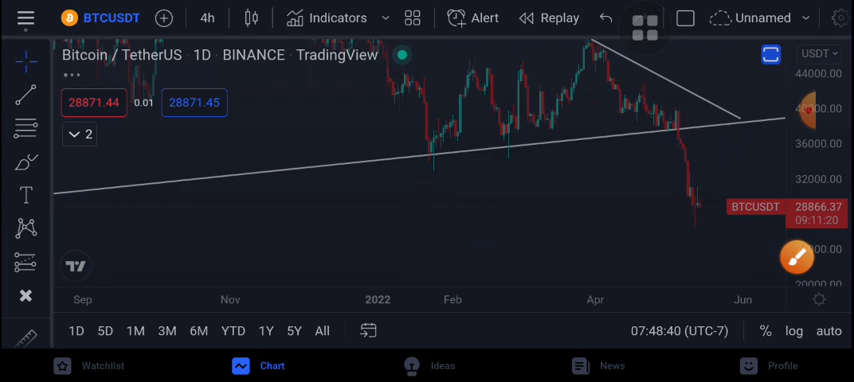 BTCUSDT 4h Indicators Alert Replay Unnamed
Bitcoin / TetherUS · 1D · BINANCE · TradingView
USDT
28871.44 0.01 28871.45
2
44000.00
36000.00
32000.00
BTCUSDT 28866.37
09:11:20
Sep Nov 2022 Feb Apr Jun
1D 5D 1M 3M 6M YTD 1Y 5Y All 07:48:40 (UTC-7) % log auto
Watchlist Chart Ideas News Profile